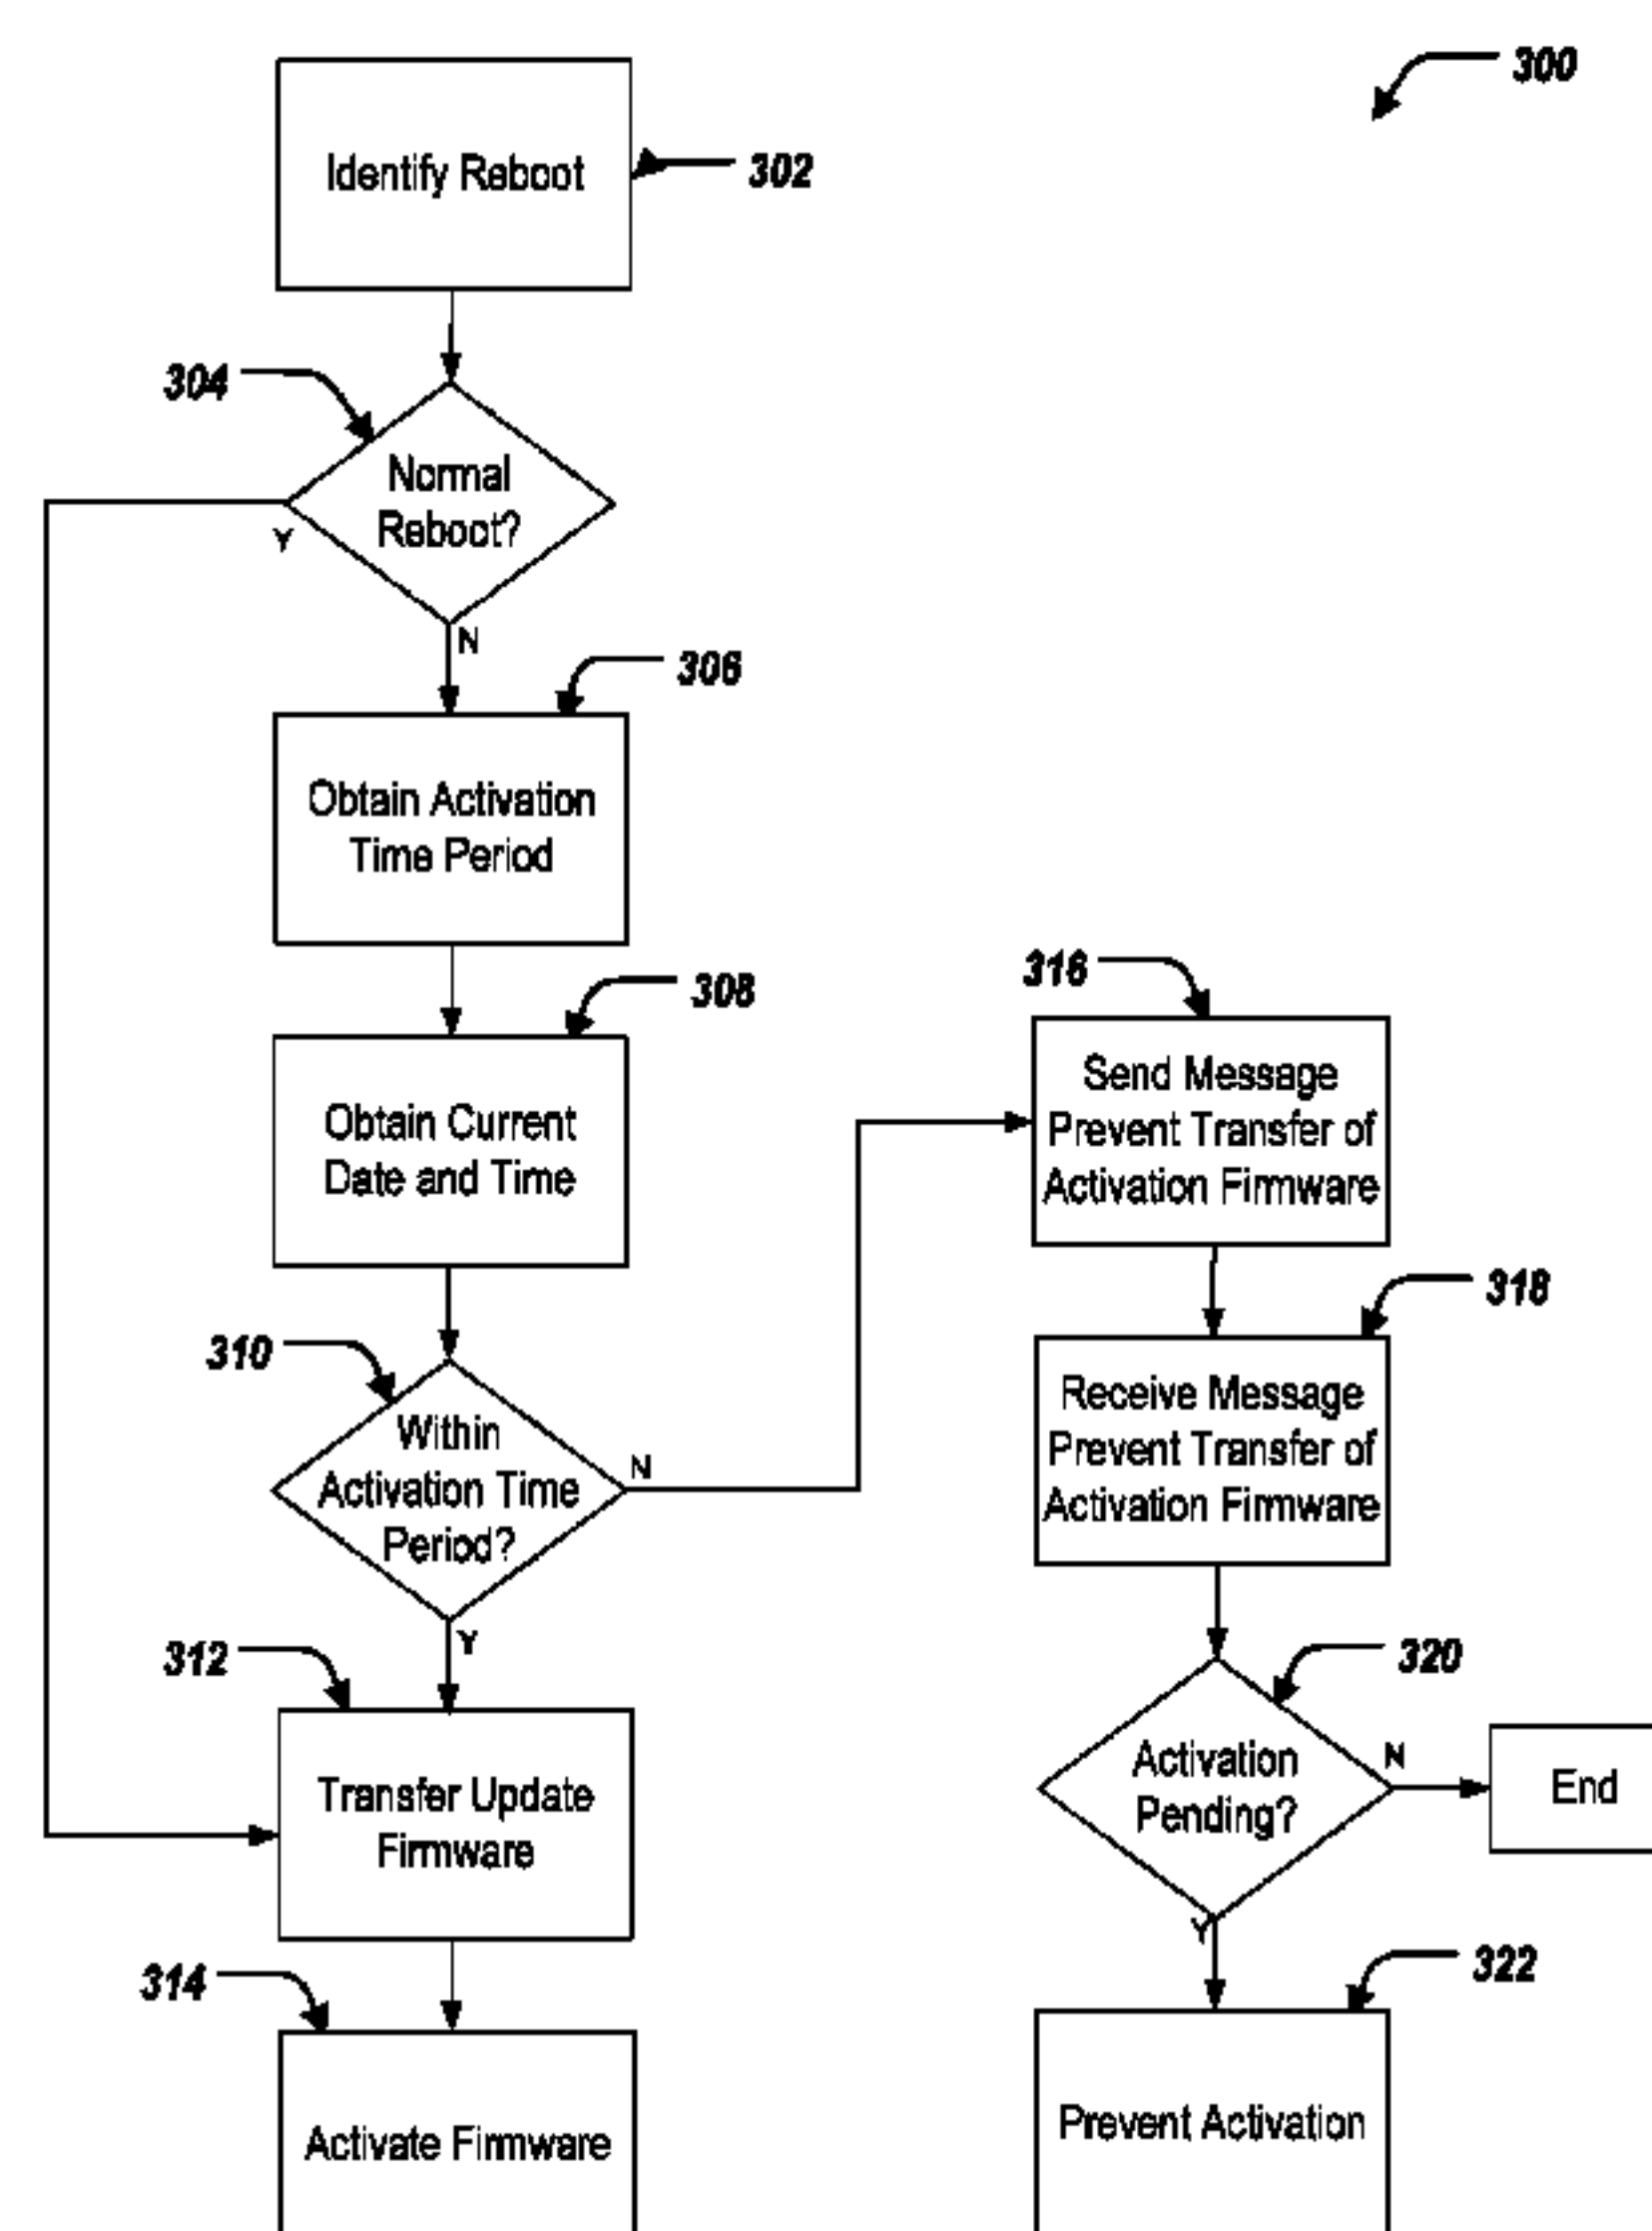 300
Identify Reboot
302
304
Normal
Reboot?
Y
N
306
Obtain Activation
Time Period
308
Obtain Current
Date and Time
310
Within
Activation Time
Period?
N
Y
312
Transfer Update
Firmware
314
Activate Firmware
316
Send Message
Prevent Transfer of
Activation Firmware
318
Receive Message
Prevent Transfer of
Activation Firmware
320
Activation
Pending?
N
End
Y
322
Prevent Activation